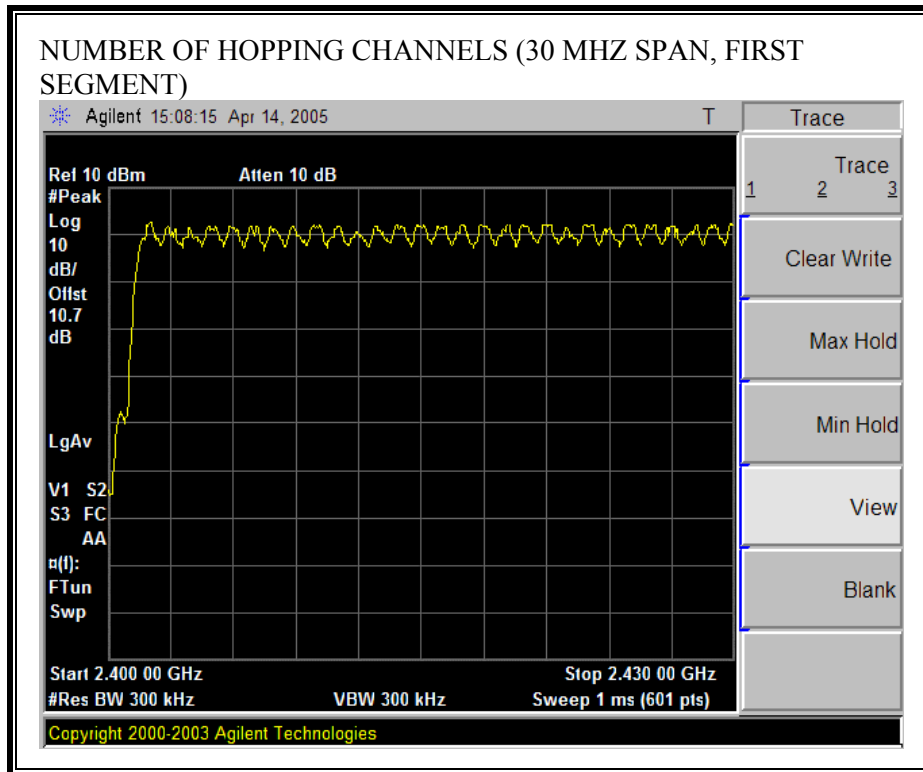 NUMBER OF HOPPING CHANNELS (30 MHZ SPAN, FIRST
SEGMENT)
Agilent 15:08:15 Apr 14, 2005 T
Trace
Ref 10 dBm Atten 10 dB
#Peak
Log
10
dB/
Offst
10.7
dB
LgAv
V1 S2
S3 FC
AA
¤(f):
FTun
Swp
Start 2.400 00 GHz Stop 2.430 00 GHz
#Res BW 300 kHz VBW 300 kHz Sweep 1 ms (601 pts)
Trace
1 2 3
Clear Write
Max Hold
Min Hold
View
Blank
Copyright 2000-2003 Agilent Technologies